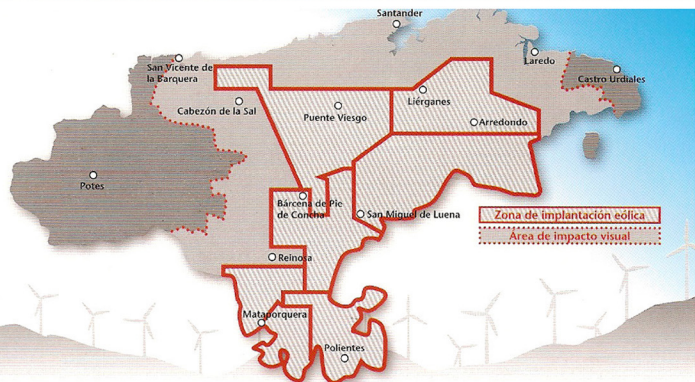 Santander
San Vicente de
la Barquera
Laredo
Castro Urdiales
Cabezón de la Sal
Puente Viesgo
Liérganes
Arredondo
Potes
Bárcena de Pie
de Concha
San Miguel de Luena
Zona de implantación eólica
Área de impacto visual
Reinosa
Mataporquera
Polientes